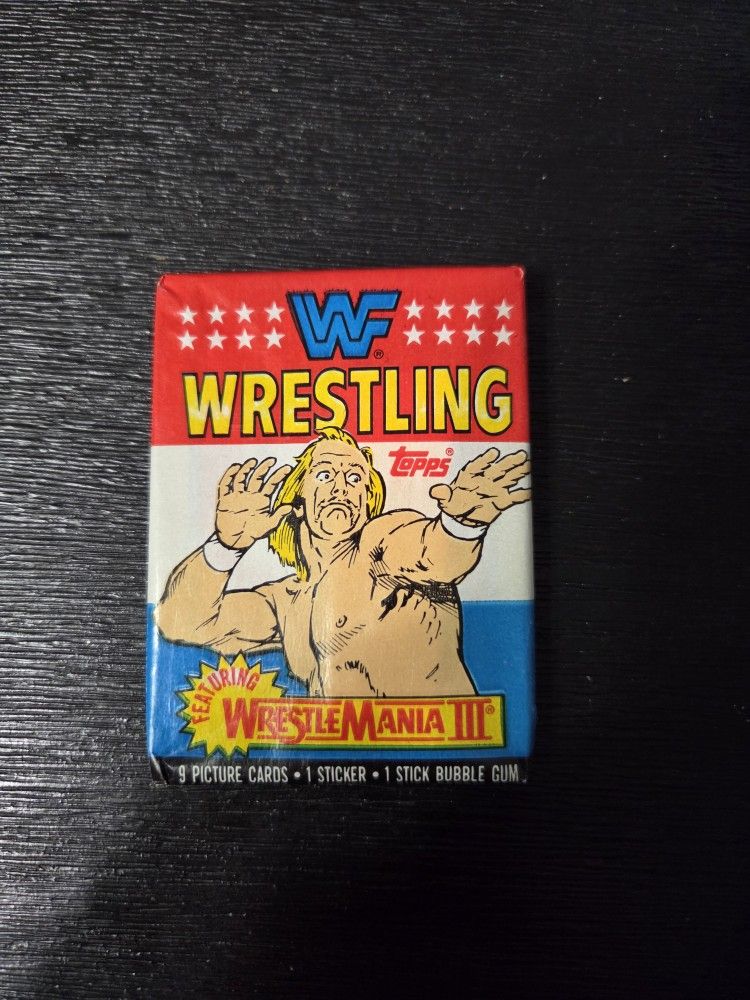 WF®
WRESTLING
topps®
FEATURING
WRESTLEMANIA III®
9 PICTURE CARDS • 1 STICKER • 1 STICK BUBBLE GUM